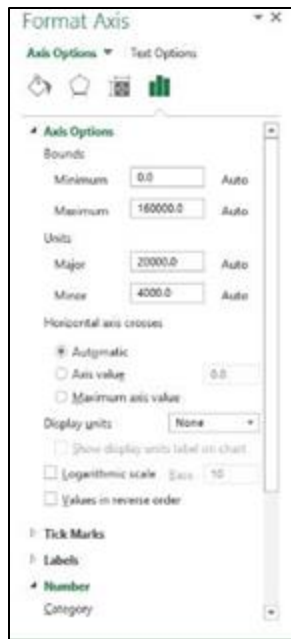 Format Axis
Axis Options Text Options
Axis Options
Bounds
Minimum 0.0 Auto
Maximum 160000.0 Auto
Units
Major 20000.0 Auto
Minor 4000.0 Auto
Horizontal axis crosses
Automatic
Axis value 0.0
Maximum axis value
Display units None
Show display units label on chart
Logarithmic scale Base 10
Values in reverse order
Tick Marks
Labels
Number
Category